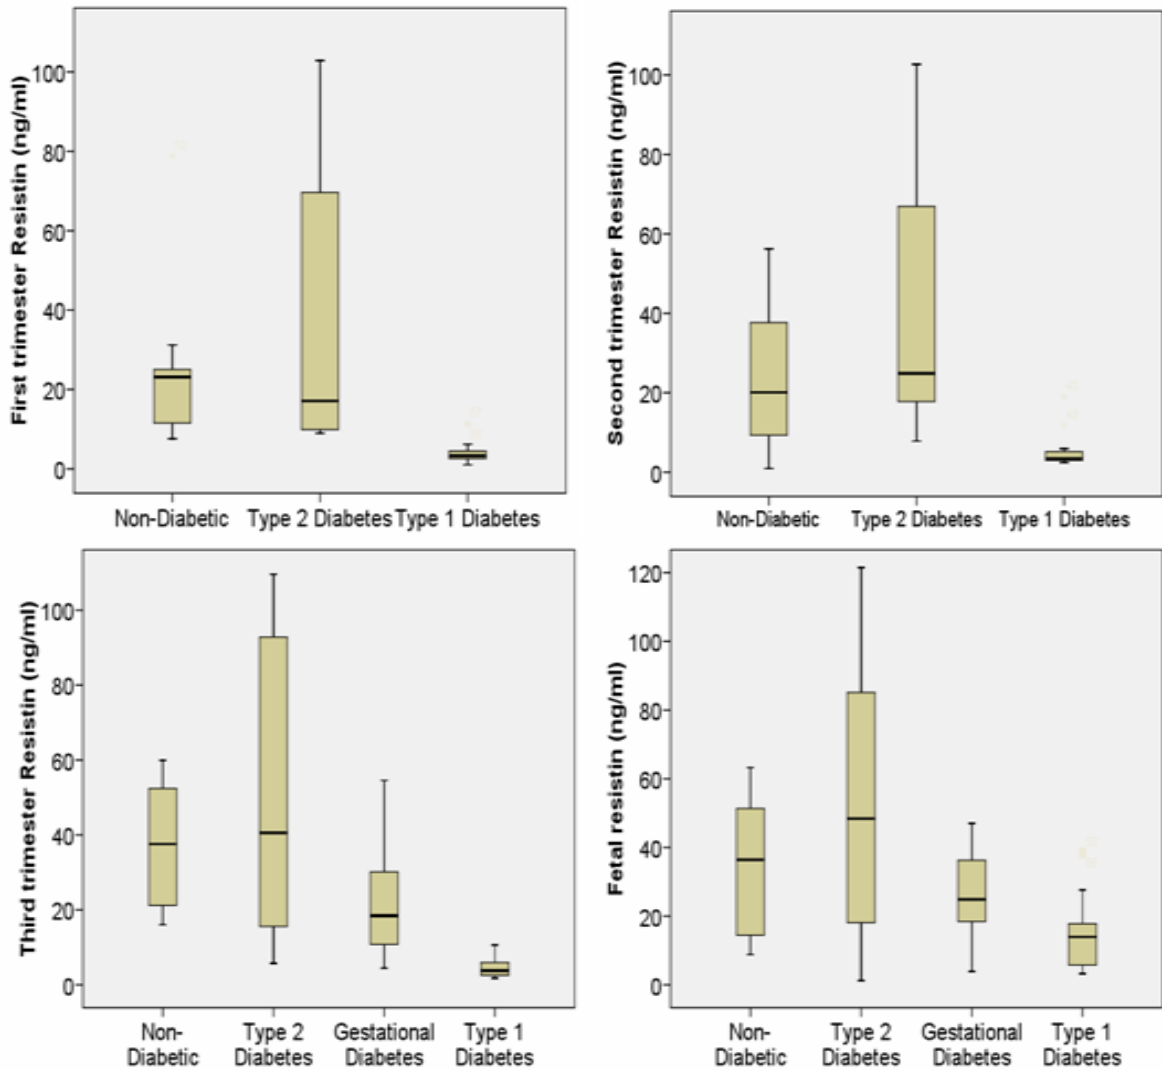 First trimester Resistin (ng/ml)
100
80
60
40
20
0
Non-Diabetic Type 2 Diabetes Type 1 Diabetes
Second trimester Resistin (ng/ml)
100
80
60
40
20
0
Non-Diabetic Type 2 Diabetes Type 1 Diabetes
Third trimester Resistin (ng/ml)
100
80
60
40
20
0
Non- Type 2 Gestational Type 1
Diabetic Diabetes Diabetes Diabetes
Fetal resistin (ng/ml)
120
100
80
60
40
20
0
Non- Type 2 Gestational Type 1
Diabetic Diabetes Diabetes Diabetes